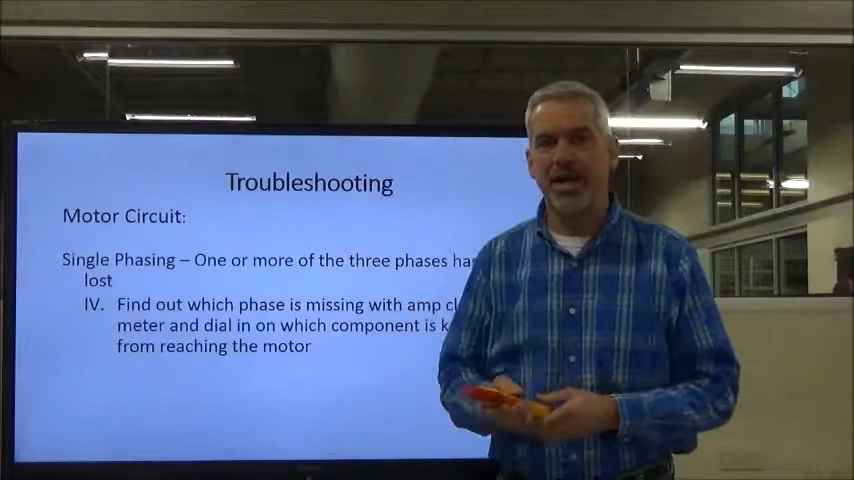 Troubleshooting
Motor Circuit:
Single Phasing – One or more of the three phases
lost
IV. Find out which phase is missing with amp
meter and dial in on which component is
from reaching the motor